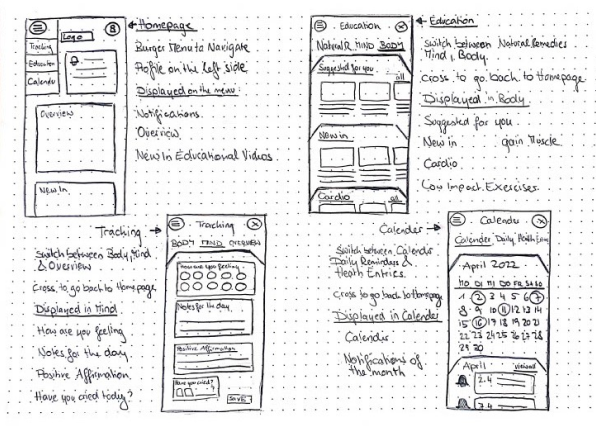 Homepage
Burger Menu to Navigate
Profile on the left side
Displayed on the menu:
Notifications
Overview
New In Educational Videos
Logo
Tracking
Education
Calender
Overview
New In
Education
Switch between Natural Remedies
Mind & Body.
Cross to go back to Homepage
Displayed in Body
Suggested for you
New in
gain Muscle
Cardio
Low Impact Exercises
Education
Natural R. MIND BODY
Suggested for you
all
New in
Cardio
all
Tracking
Switch between Body, Mind
& Overview
Cross to go back to Homepage
Displayed in Mind
How are you feeling
Notes for the day
Positive Affirmation
Have you cried today?
Tracking
BODY MIND OVERVIEW
How are you feeling
Notes for the day
Positive Affirmation
Have you cried?
SAVE
Calender
Switch between Calender
Daily Reminders &
Health Entries.
Cross to go back to Homepage
Displayed in Calender
Calender
Notifications of
the month
Calender
Calender Daily Health
April 2022
MO DI MI DO FR SA SO
1 2 3 4 5 6 7
8 9 10 11 12 13 14
15 16 17 18 19 20 21
22 23 24 25 26 27 28
29 30
April
2.4
7.4